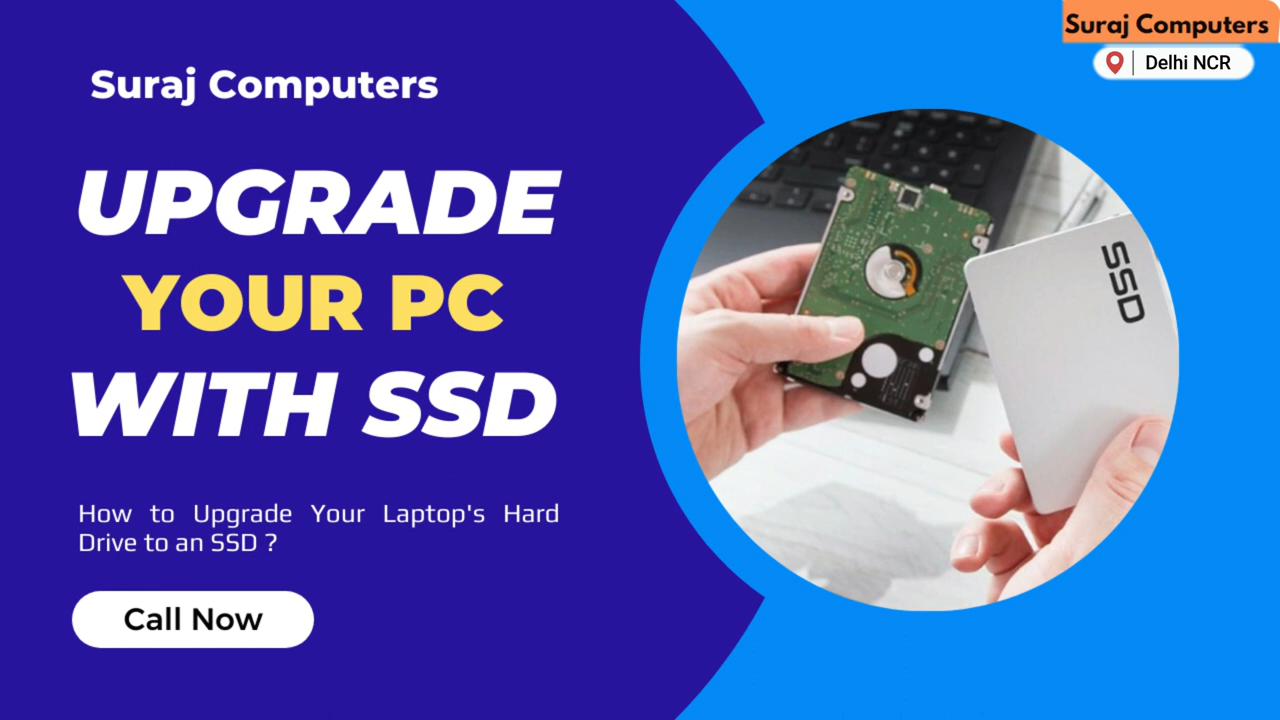 Suraj Computers
Delhi NCR
Suraj Computers
UPGRADE
YOUR PC
WITH SSD
How to Upgrade Your Laptop's Hard
Drive to an SSD ?
Call Now
SSD